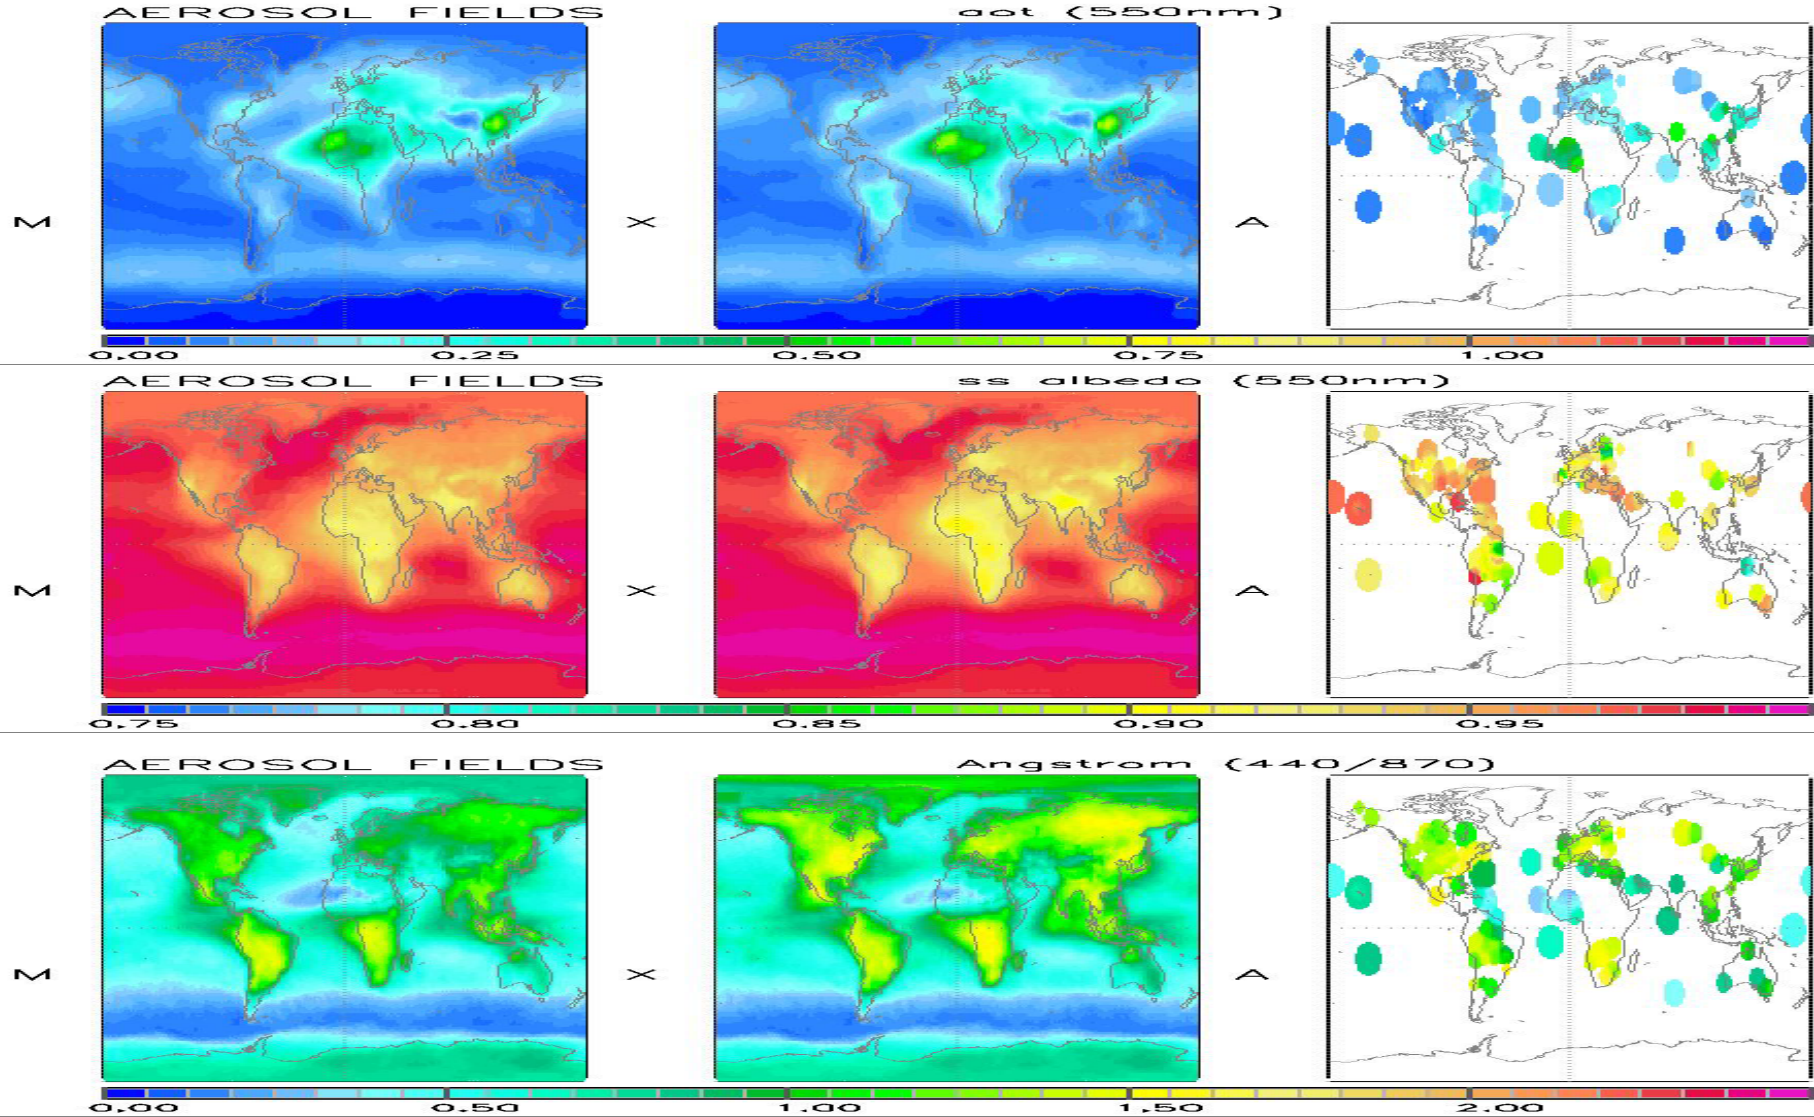 AEROSOL FIELDS aot (550nm)
M X A
0.00 0.25 0.50 0.75 1.00
AEROSOL FIELDS ss albedo (550nm)
M X A
0.75 0.80 0.85 0.90 0.95
AEROSOL FIELDS Angstrom (440/870)
M X A
0.00 0.50 1.00 1.50 2.00